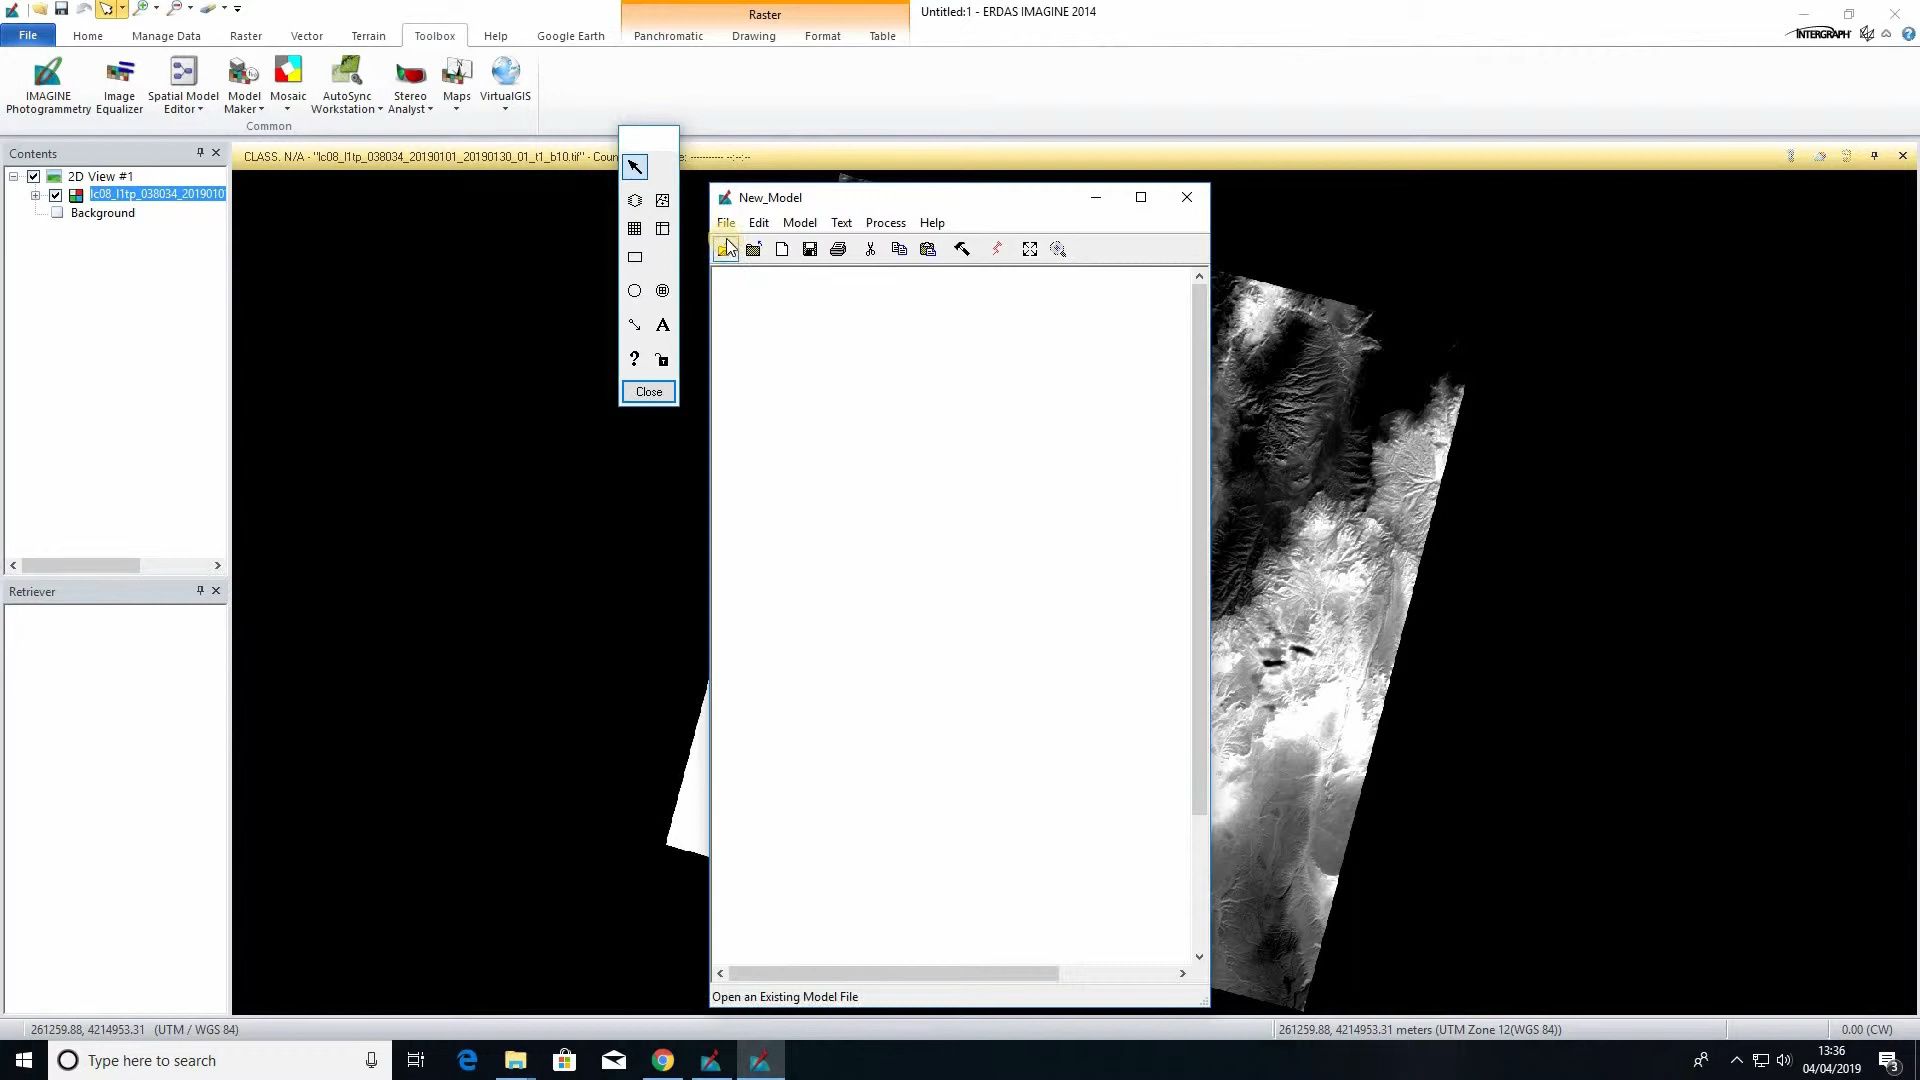 Raster
Untitled:1 - ERDAS IMAGINE 2014
File Home Manage Data Raster Vector Terrain Toolbox Help Google Earth Panchromatic Drawing Format Table
INTERGRAPH
IMAGINE Photogrammetry
Image Equalizer
Spatial Model Editor
Model Maker
Mosaic
AutoSync Workstation
Stereo Analyst
Maps
VirtualGIS
Common
Contents
CLASS. N/A - "lc08_l1tp_038034_20190101_20190130_01_t1_b10.tif" - Coun
e: ---------- --:--:--
2D View #1
lc08_l1tp_038034_2019010
Background
Retriever
Close
New_Model
File Edit Model Text Process Help
Open an Existing Model File
261259.88, 4214953.31 (UTM / WGS 84)
261259.88, 4214953.31 meters (UTM Zone 12(WGS 84))
0.00 (CW)
Type here to search
13:36
04/04/2019
3